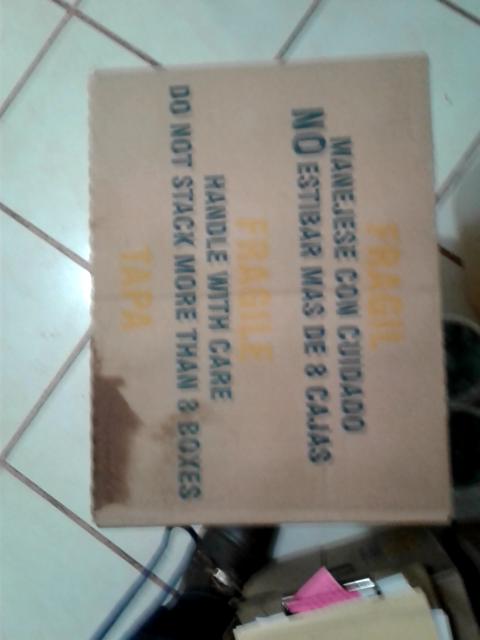 FRAGIL
MANEJESE CON CUIDADO
NO ESTIBAR MAS DE 8 CAJAS
FRAGILE
HANDLE WITH CARE
DO NOT STACK MORE THAN 8 BOXES
TAPA